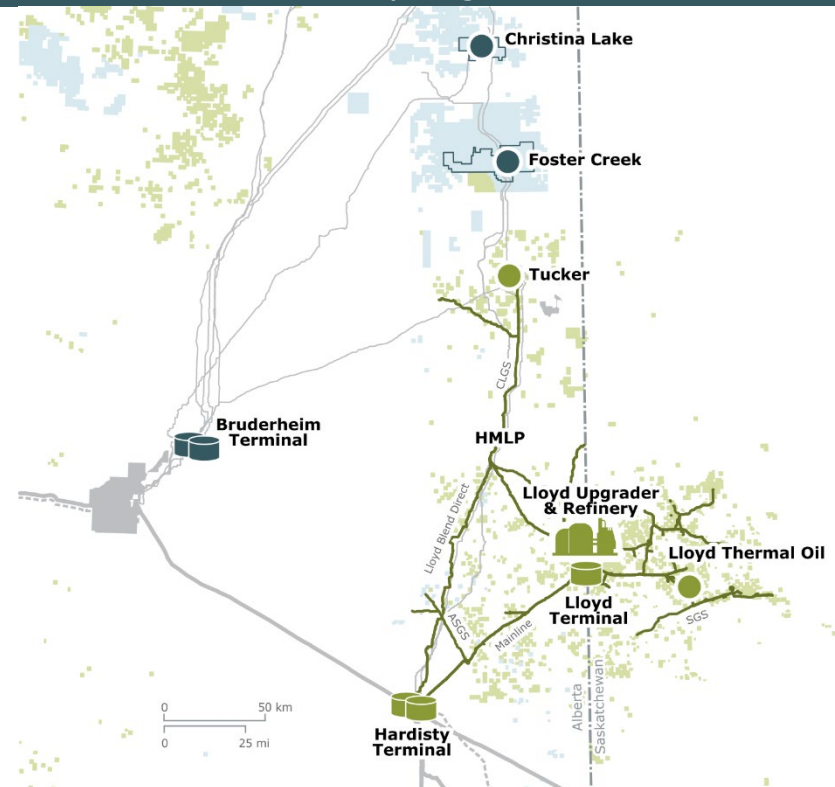 Christina Lake
Foster Creek
Tucker
CLGS
Bruderheim
Terminal
HMLP
Lloyd Upgrader
& Refinery
Lloyd Blend Direct
Lloyd Thermal Oil
Lloyd
Terminal
SGS
ASGS
Mainline
Alberta
Saskatchewan
0 50 km
0 25 mi
Hardisty
Terminal